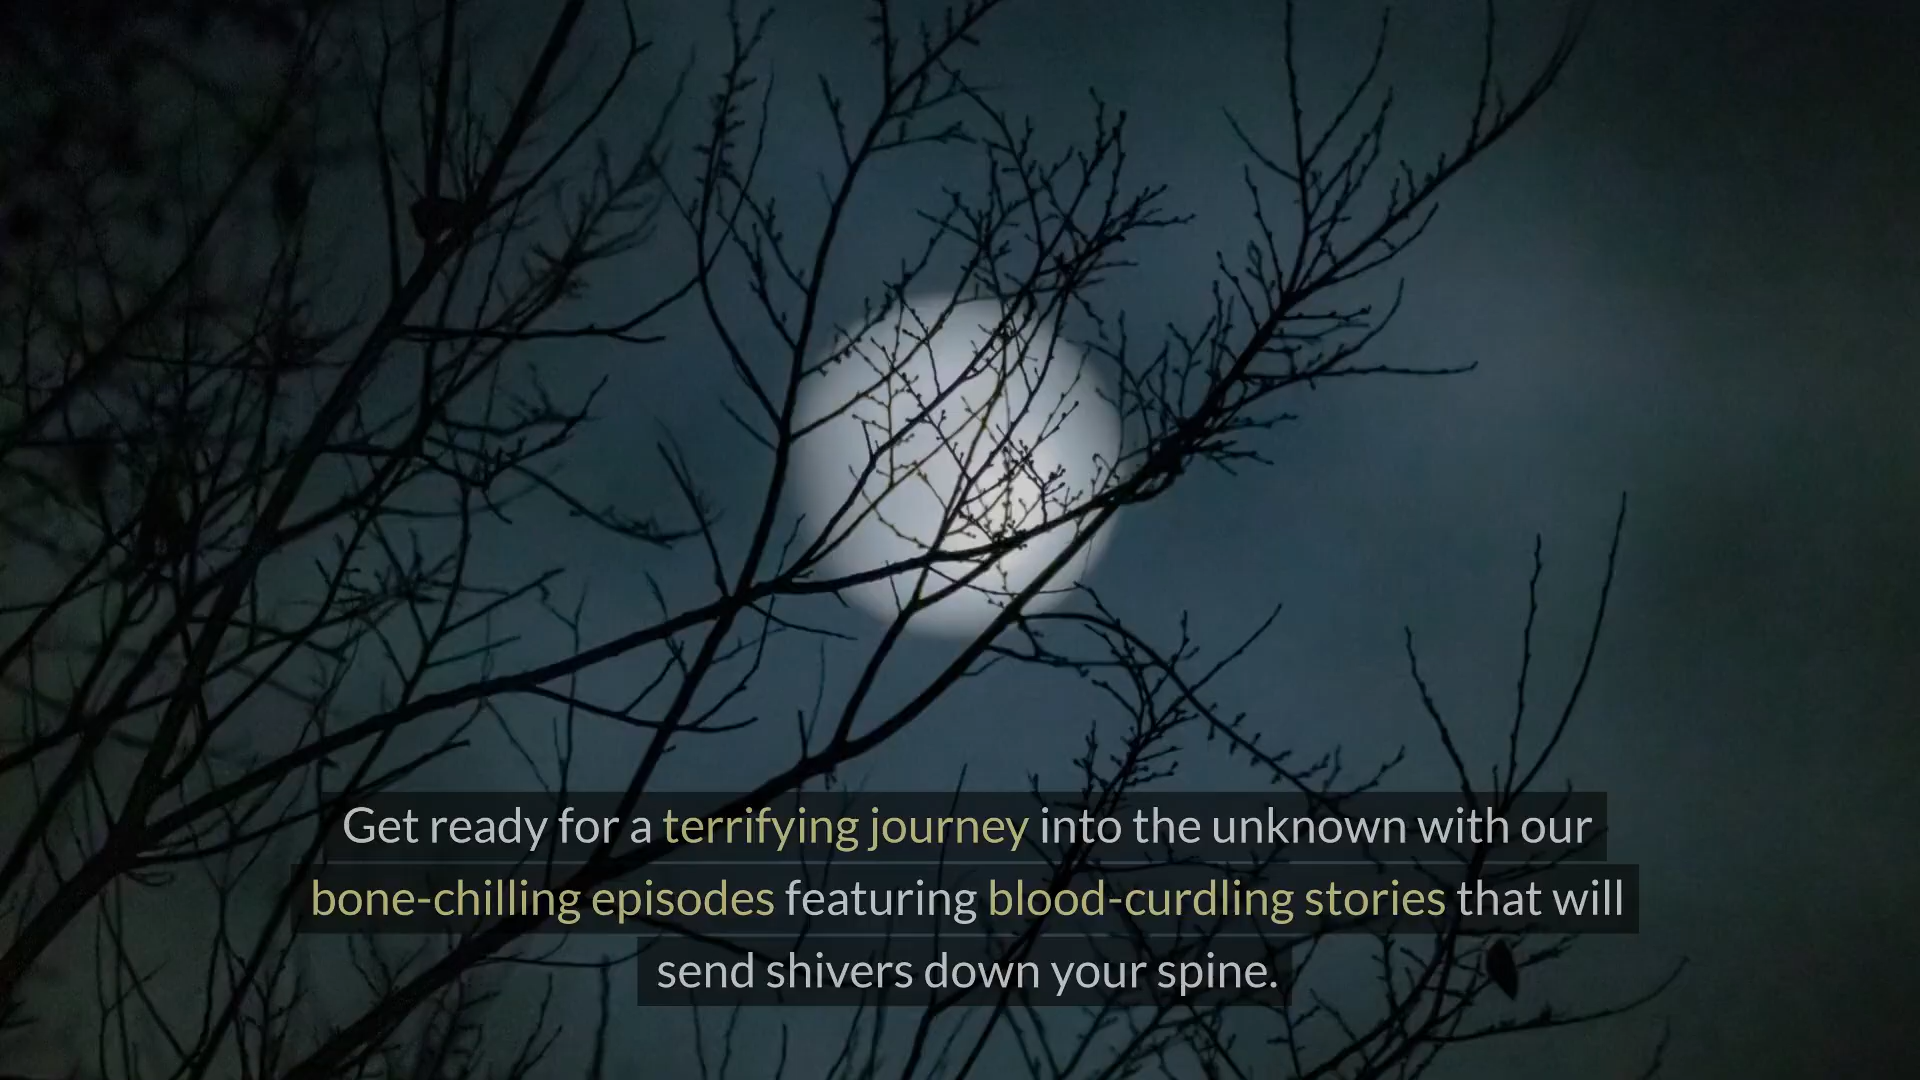 Get ready for a terrifying journey into the unknown with our
bone-chilling episodes featuring blood-curdling stories that will
send shivers down your spine.